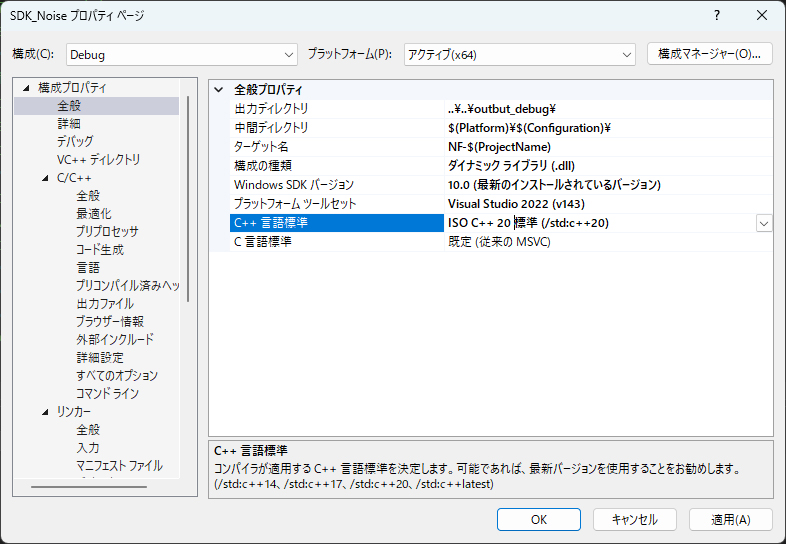 SDK_Noise プロパティ ページ
? ×
構成(C): Debug プラットフォーム(P): アクティブ(x64) 構成マネージャー(O)...
構成プロパティ
全般
詳細
デバッグ
VC++ ディレクトリ
C/C++
全般
最適化
プリプロセッサ
コード生成
言語
プリコンパイル済みヘッ
出力ファイル
ブラウザー情報
外部インクルード
詳細設定
すべてのオプション
コマンド ライン
リンカー
全般
入力
マニフェスト ファイル
全般プロパティ
出力ディレクトリ ..¥..¥outbut_debug¥
中間ディレクトリ $(Platform)¥$(Configuration)¥
ターゲット名 NF-$(ProjectName)
構成の種類 ダイナミック ライブラリ (.dll)
Windows SDK バージョン 10.0 (最新のインストールされているバージョン)
プラットフォーム ツールセット Visual Studio 2022 (v143)
C++ 言語標準 ISO C++ 20 標準 (/std:c++20)
C 言語標準 既定 (従来の MSVC)
C++ 言語標準
コンパイラが適用する C++ 言語標準を決定します。可能であれば、最新バージョンを使用することをお勧めします。
(/std:c++14、/std:c++17、/std:c++20、/std:c++latest)
OK キャンセル 適用(A)